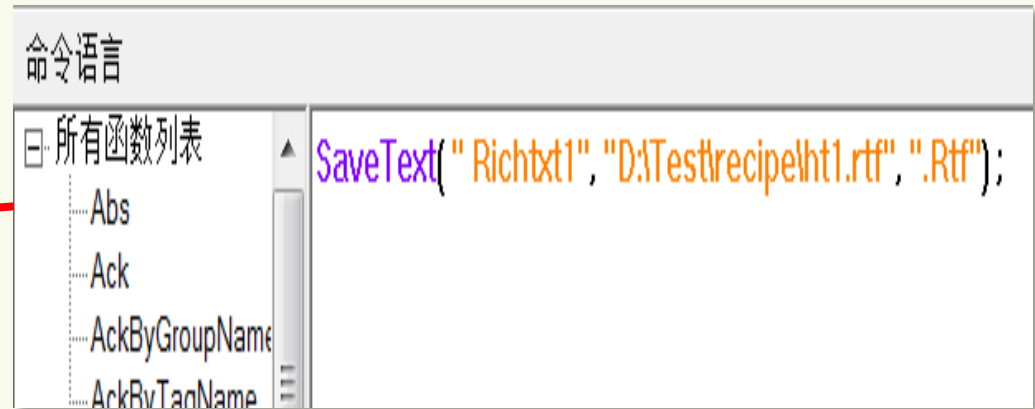 命令语言
所有函数列表
Abs
Ack
AckByGroupName
AckByTagName
SaveText(" Richtxt1", "D:\Test\recipe\ht1.rtf", ".Rtf");